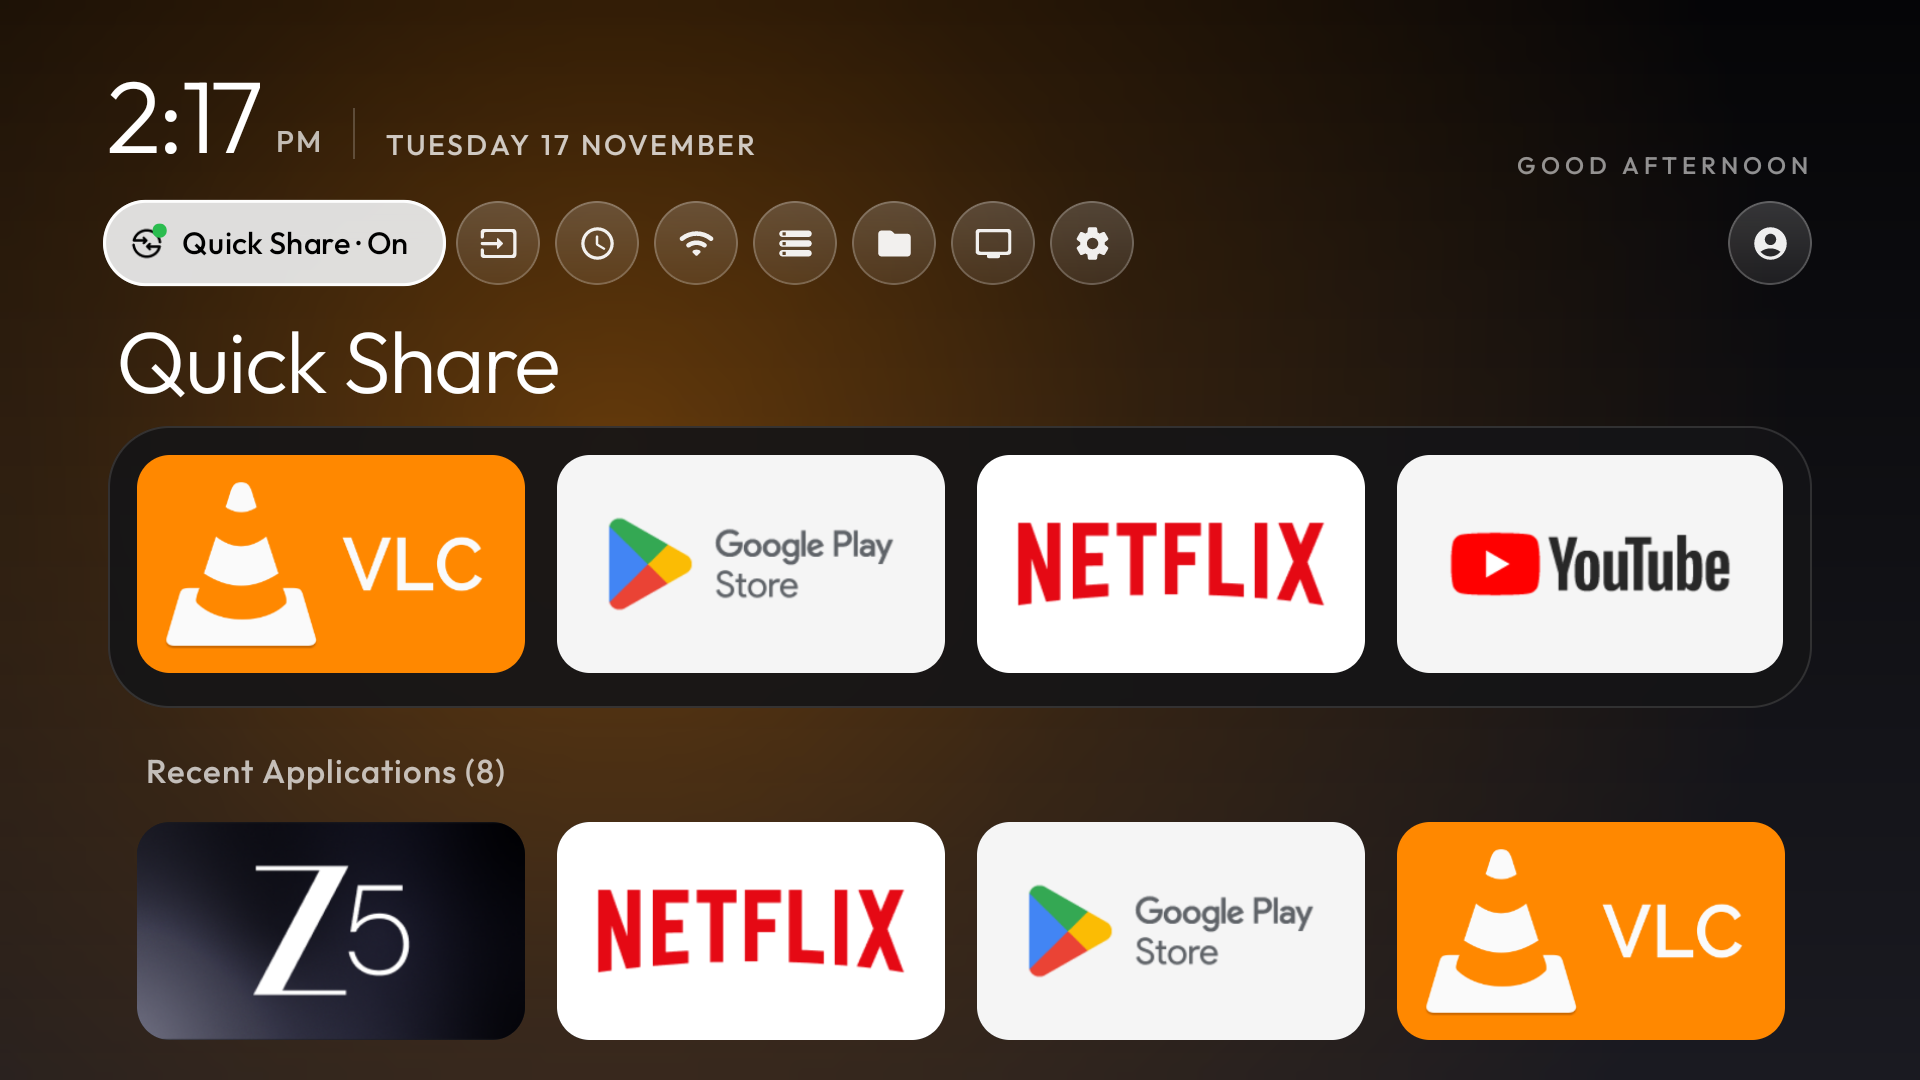 2:17 PM
TUESDAY 17 NOVEMBER
GOOD AFTERNOON
Quick Share · On
Quick Share
VLC
Google Play
Store
NETFLIX
YouTube
Recent Applications (8)
Z5
NETFLIX
Google Play
Store
VLC